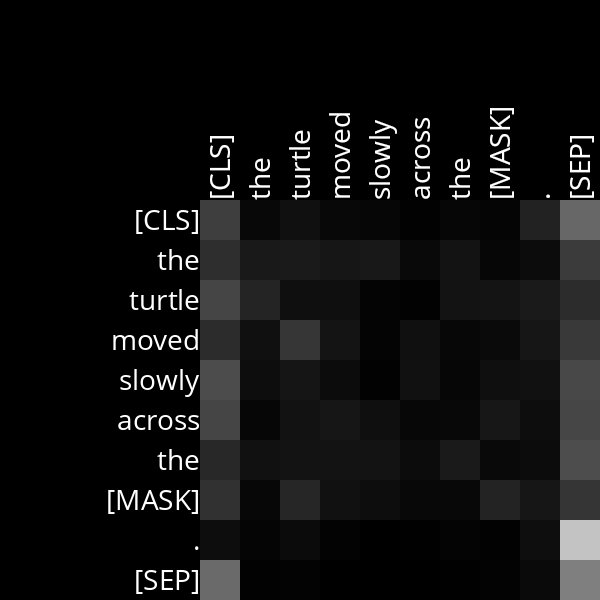 [CLS] the turtle moved slowly across the [MASK] . [SEP]
[CLS]
the
turtle
moved
slowly
across
the
[MASK]
.
[SEP]